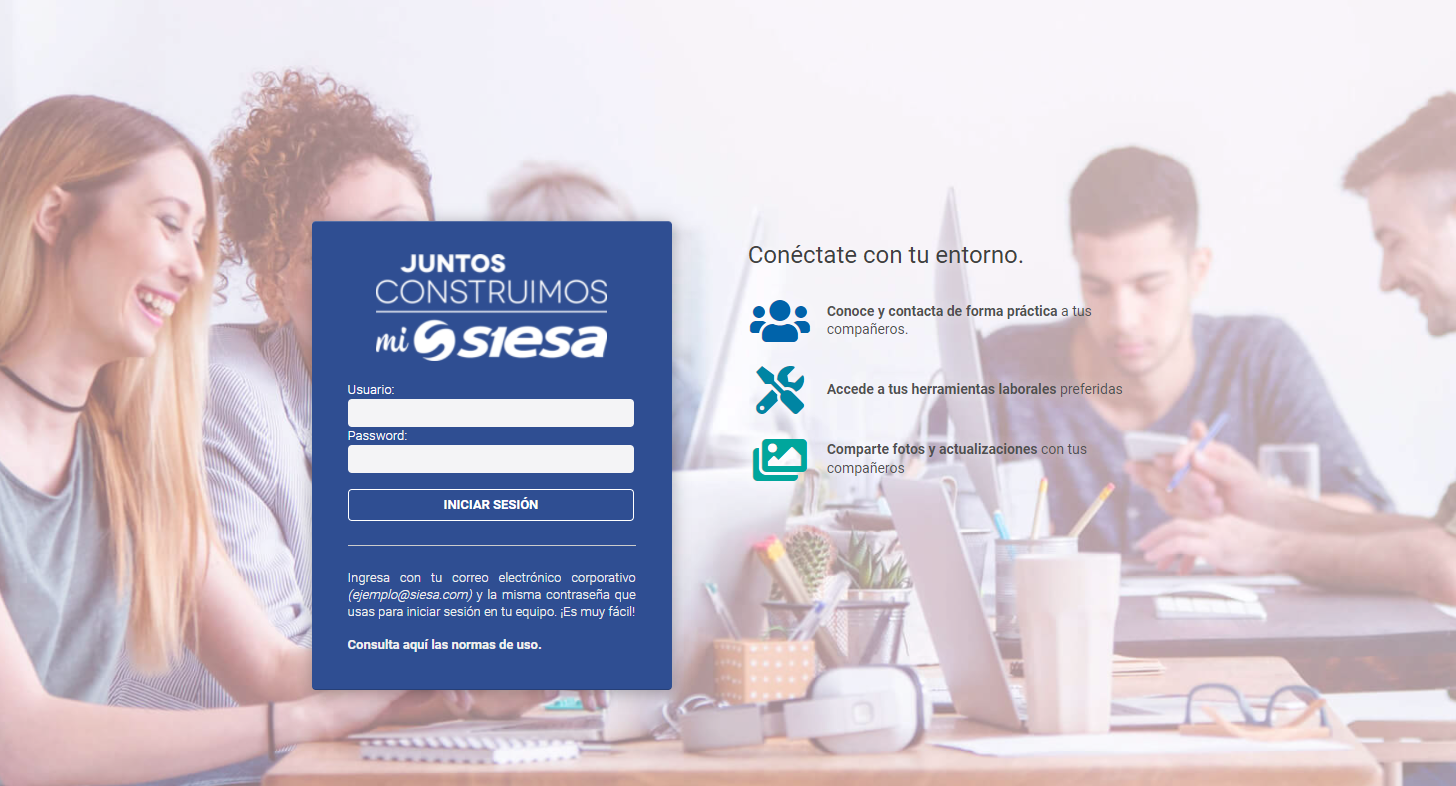 JUNTOS
CONSTRUIMOS
mi siesa
Usuario:
Password:
INICIAR SESIÓN
Ingresa con tu correo electrónico corporativo
(ejemplo@siesa.com) y la misma contraseña que
usas para iniciar sesión en tu equipo. ¡Es muy fácil!
Consulta aquí las normas de uso.
Conéctate con tu entorno.
Conoce y contacta de forma práctica a tus
compañeros.
Accede a tus herramientas laborales preferidas
Comparte fotos y actualizaciones con tus
compañeros